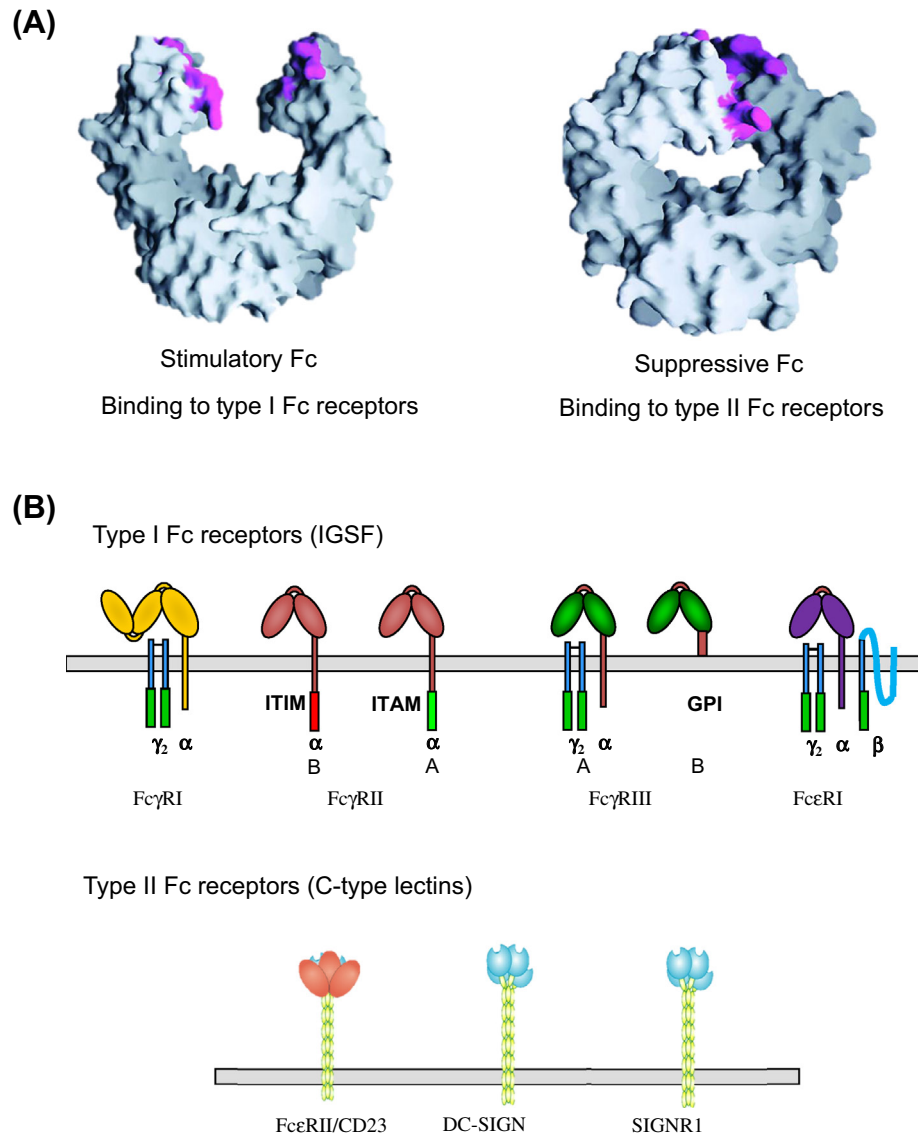 (A)
Stimulatory Fc
Binding to type I Fc receptors
Suppressive Fc
Binding to type II Fc receptors
(B)
Type I Fc receptors (IGSF)
ITIM ITAM GPI
γ₂ α α α γ₂ α γ₂ α β
B A A B
FcγRI FcγRII FcγRIII FcεRI
Type II Fc receptors (C-type lectins)
FcεRII/CD23 DC-SIGN SIGNR1